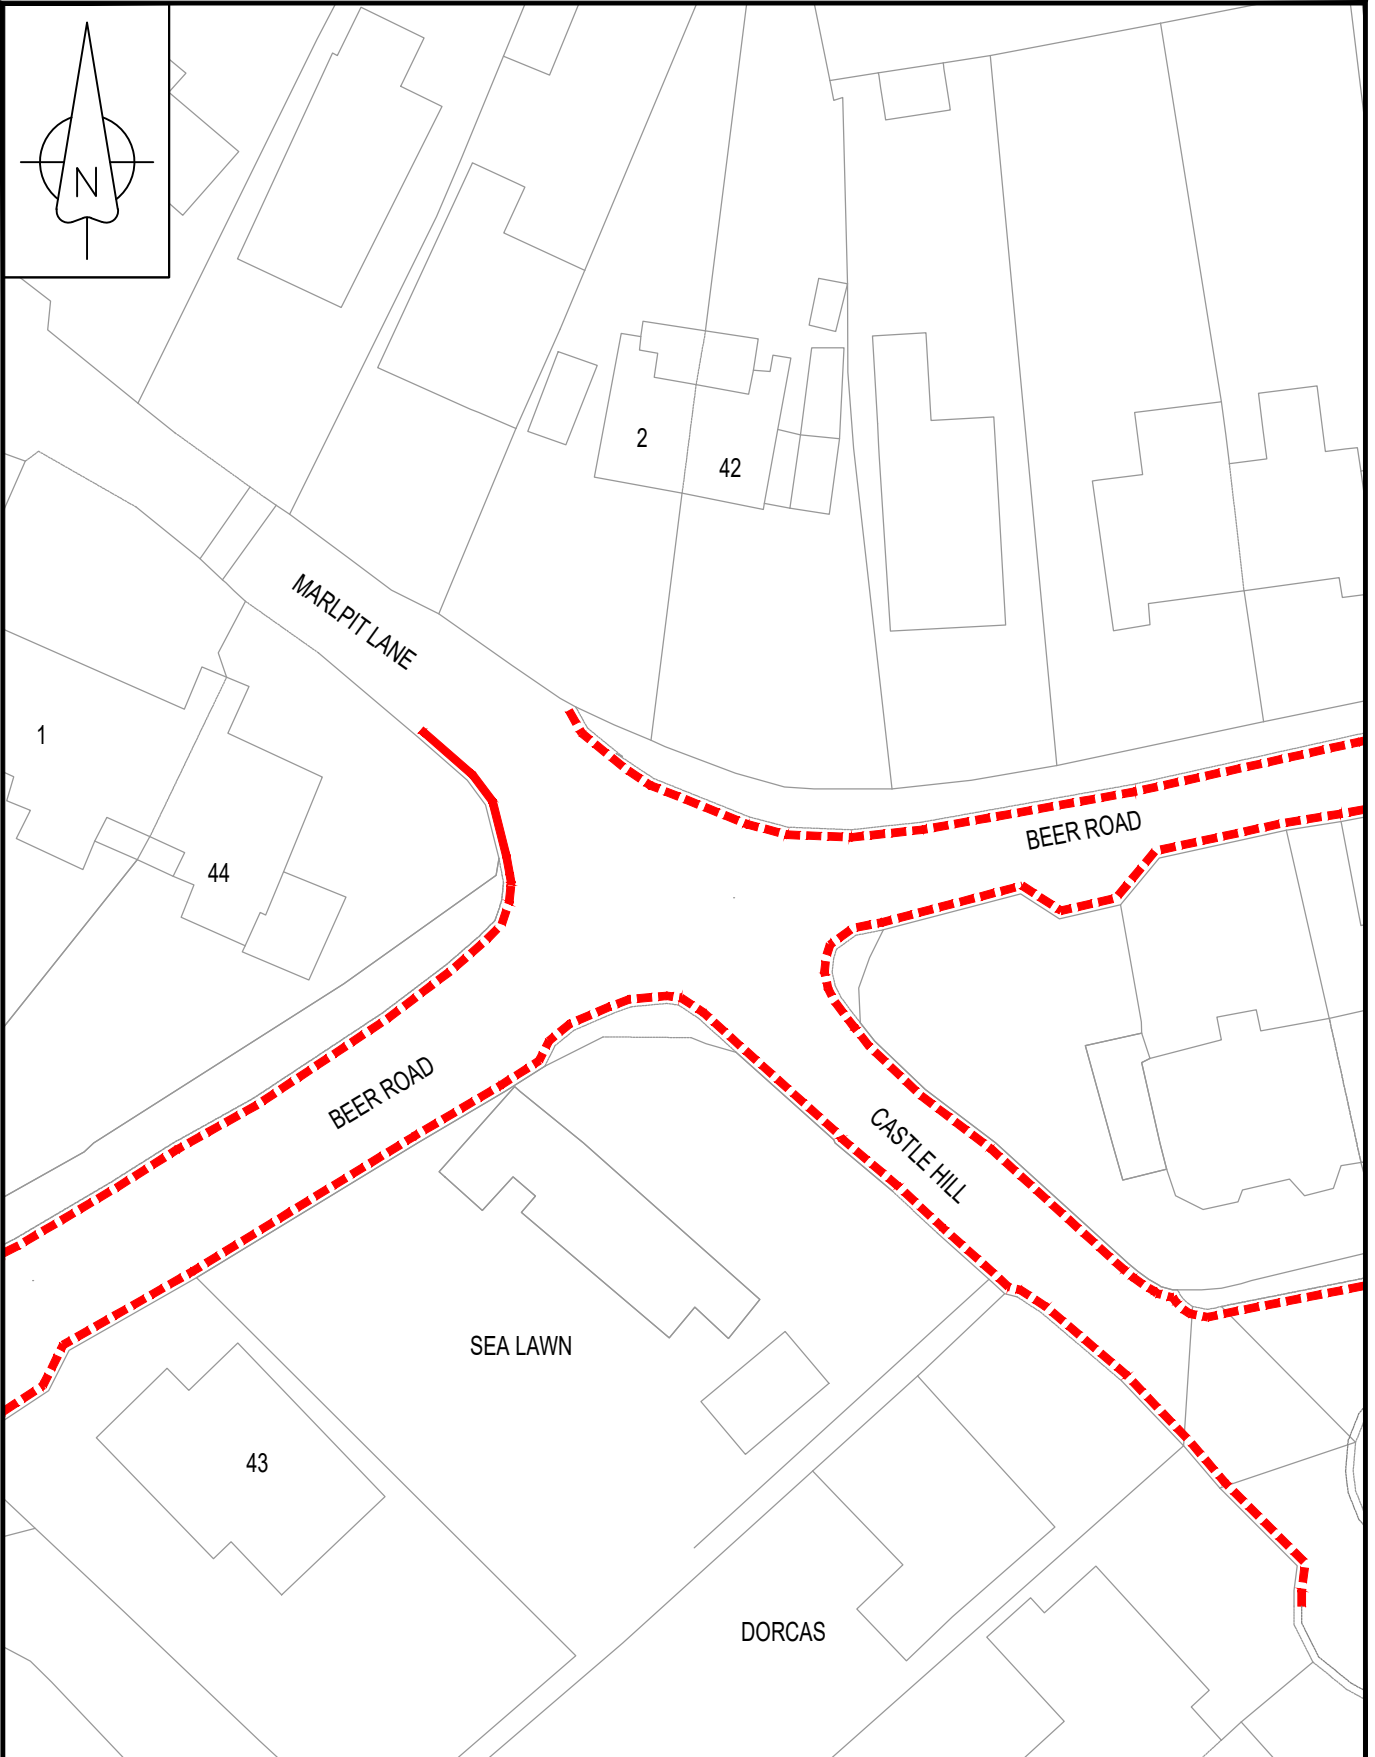 N
2
42
MARLPIT LANE
1
BEER ROAD
44
BEER ROAD
CASTLE HILL
SEA LAWN
43
DORCAS